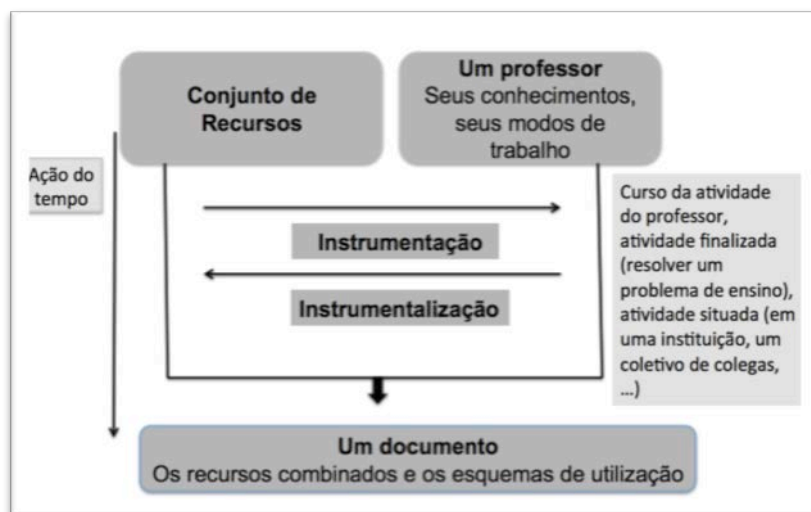 Conjunto de
Recursos
Um professor
Seus conhecimentos,
seus modos de
trabalho
Ação do
tempo
Instrumentação
Instrumentalização
Curso da atividade
do professor,
atividade finalizada
(resolver um
problema de ensino),
atividade situada (em
uma instituição, um
coletivo de colegas,
...)
Um documento
Os recursos combinados e os esquemas de utilização